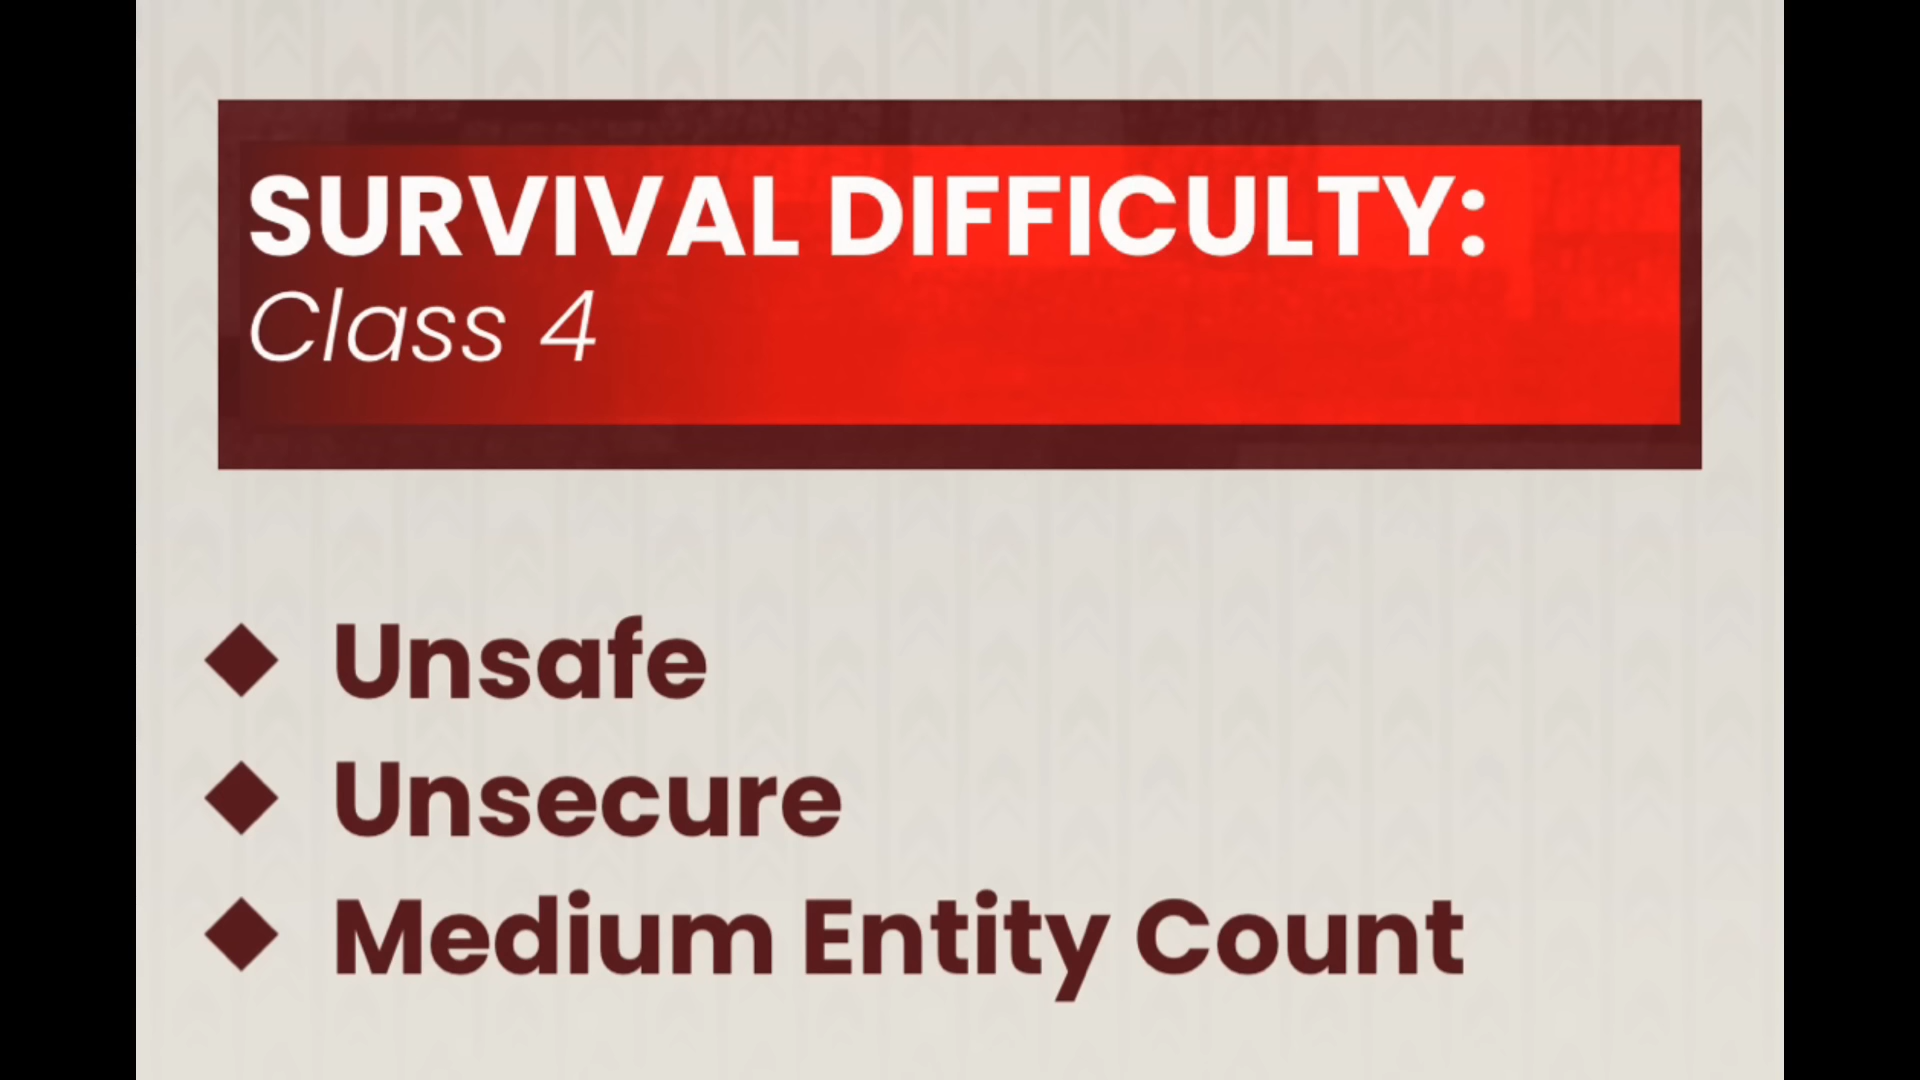 SURVIVAL DIFFICULTY:
Class 4
Unsafe
Unsecure
Medium Entity Count